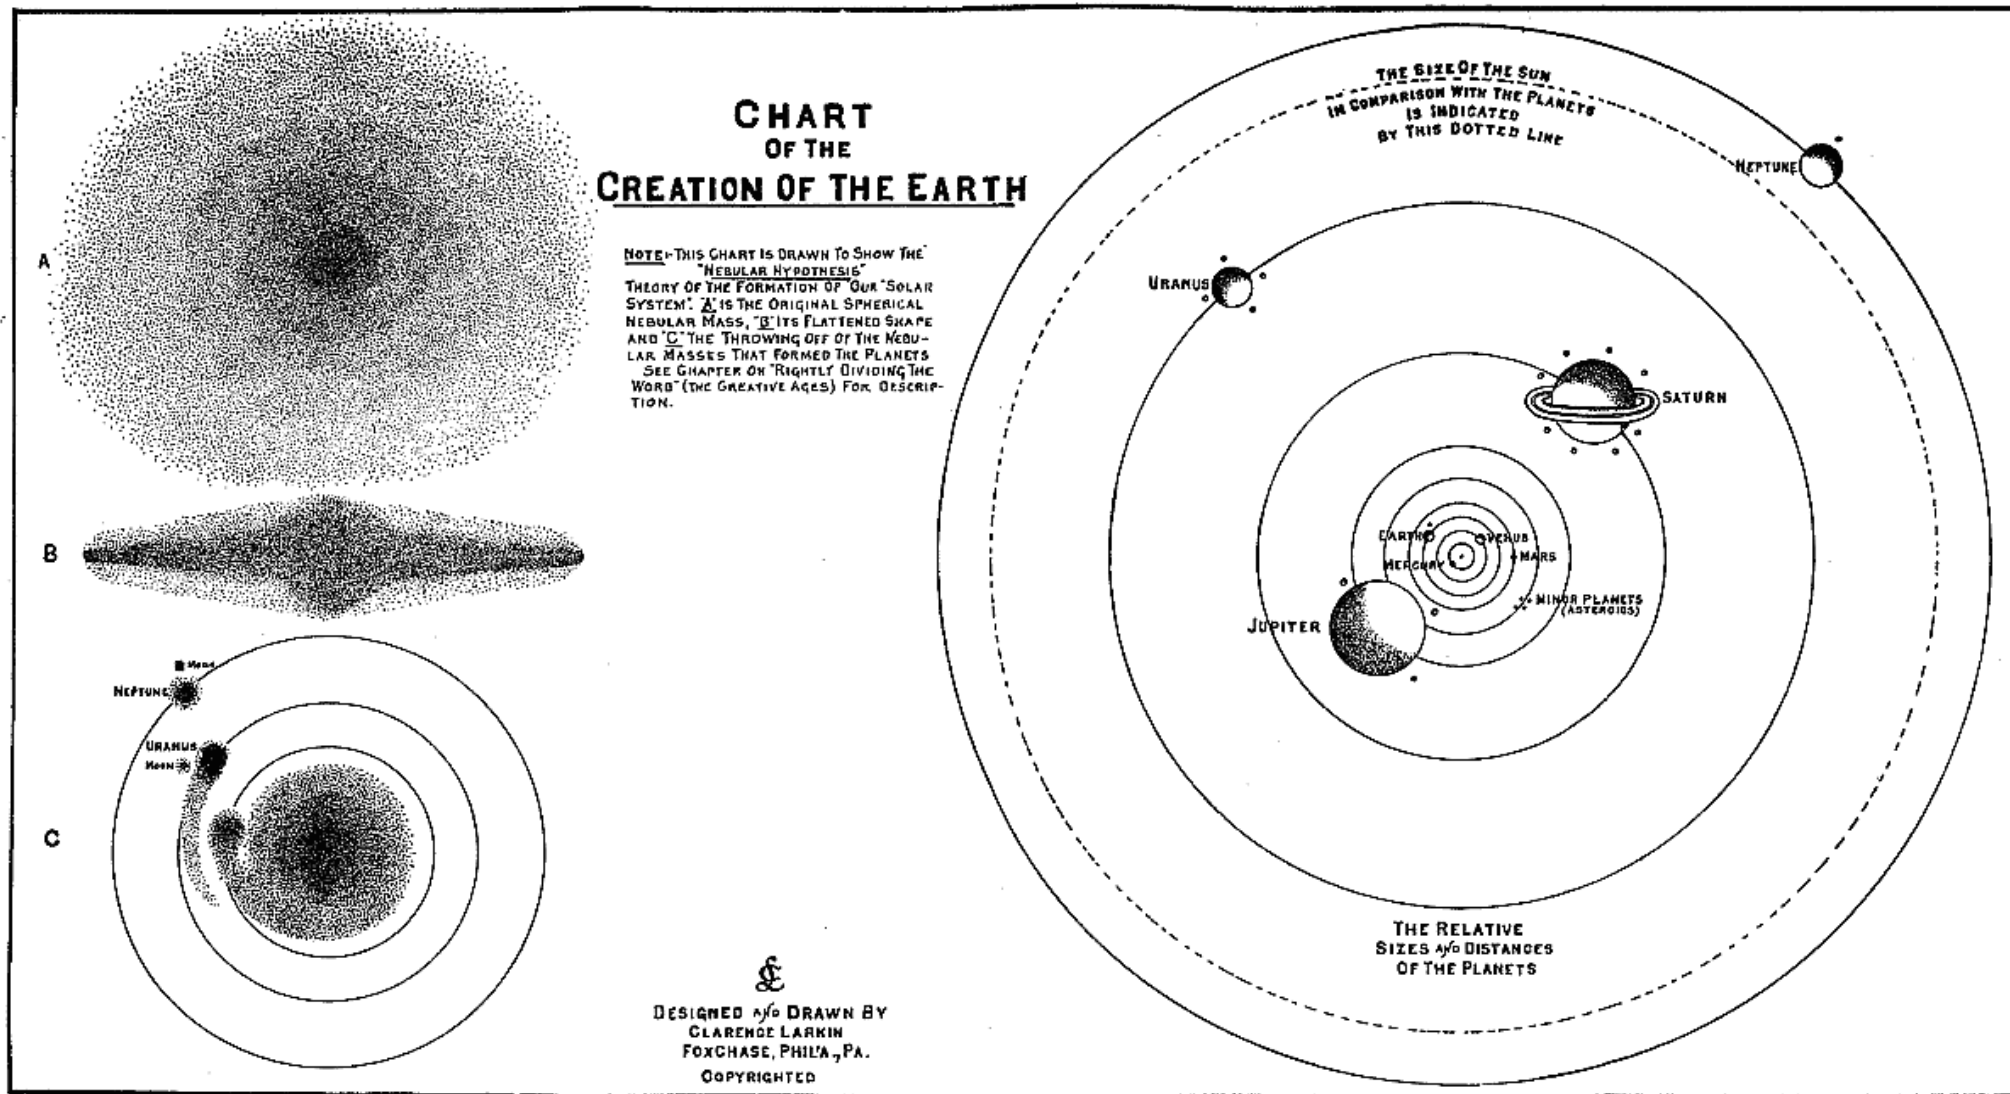 CHART
OF THE
CREATION OF THE EARTH
NOTE:-THIS CHART IS DRAWN TO SHOW THE
"NEBULAR HYPOTHESIS"
THEORY OF THE FORMATION OF OUR "SOLAR
SYSTEM". "A" IS THE ORIGINAL SPHERICAL
NEBULAR MASS, "B" ITS FLATTENED SHAPE
AND "C" THE THROWING OFF OF THE NEBU-
LAR MASSES THAT FORMED THE PLANETS
SEE CHAPTER ON "RIGHTLY DIVIDING THE
WORD" (THE CREATIVE AGES) FOR DESCRIP-
TION.
A
B
C
MOON
NEPTUNE
URANUS
MOON
DESIGNED AND DRAWN BY
CLARENCE LARKIN
FOXCHASE, PHIL'A., PA.
COPYRIGHTED
THE SIZE OF THE SUN
IN COMPARISON WITH THE PLANETS
IS INDICATED
BY THIS DOTTED LINE
NEPTUNE
URANUS
SATURN
EARTH
VENUS
MERCURY
MARS
MINOR PLANETS
(ASTEROIDS)
JUPITER
THE RELATIVE
SIZES AND DISTANCES
OF THE PLANETS